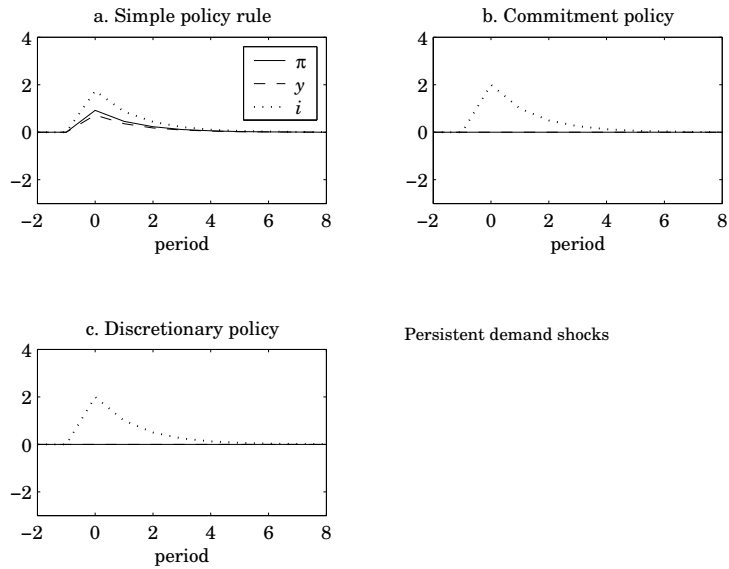 a. Simple policy rule
4
2
0
−2
−2 0 2 4 6 8
period
π
y
i
b. Commitment policy
4
2
0
−2
−2 0 2 4 6 8
period
c. Discretionary policy
4
2
0
−2
−2 0 2 4 6 8
period
Persistent demand shocks